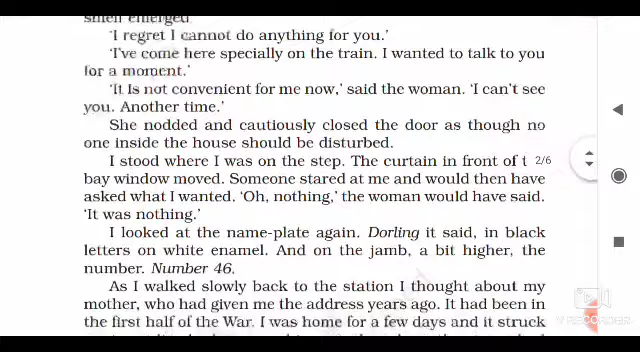 smell emerged
‘I regret I cannot do anything for you.’
‘I've come here specially on the train. I wanted to talk to you
for a moment.’
‘It is not convenient for me now,’ said the woman. ‘I can't see
you. Another time.’
She nodded and cautiously closed the door as though no
one inside the house should be disturbed.
I stood where I was on the step. The curtain in front of t 2/6
bay window moved. Someone stared at me and would then have
asked what I wanted. ‘Oh, nothing,’ the woman would have said.
‘It was nothing.’
I looked at the name-plate again. Dorling it said, in black
letters on white enamel. And on the jamb, a bit higher, the
number. Number 46.
As I walked slowly back to the station I thought about my
mother, who had given me the address years ago. It had been in
the first half of the War. I was home for a few days and it struck
RECORDER